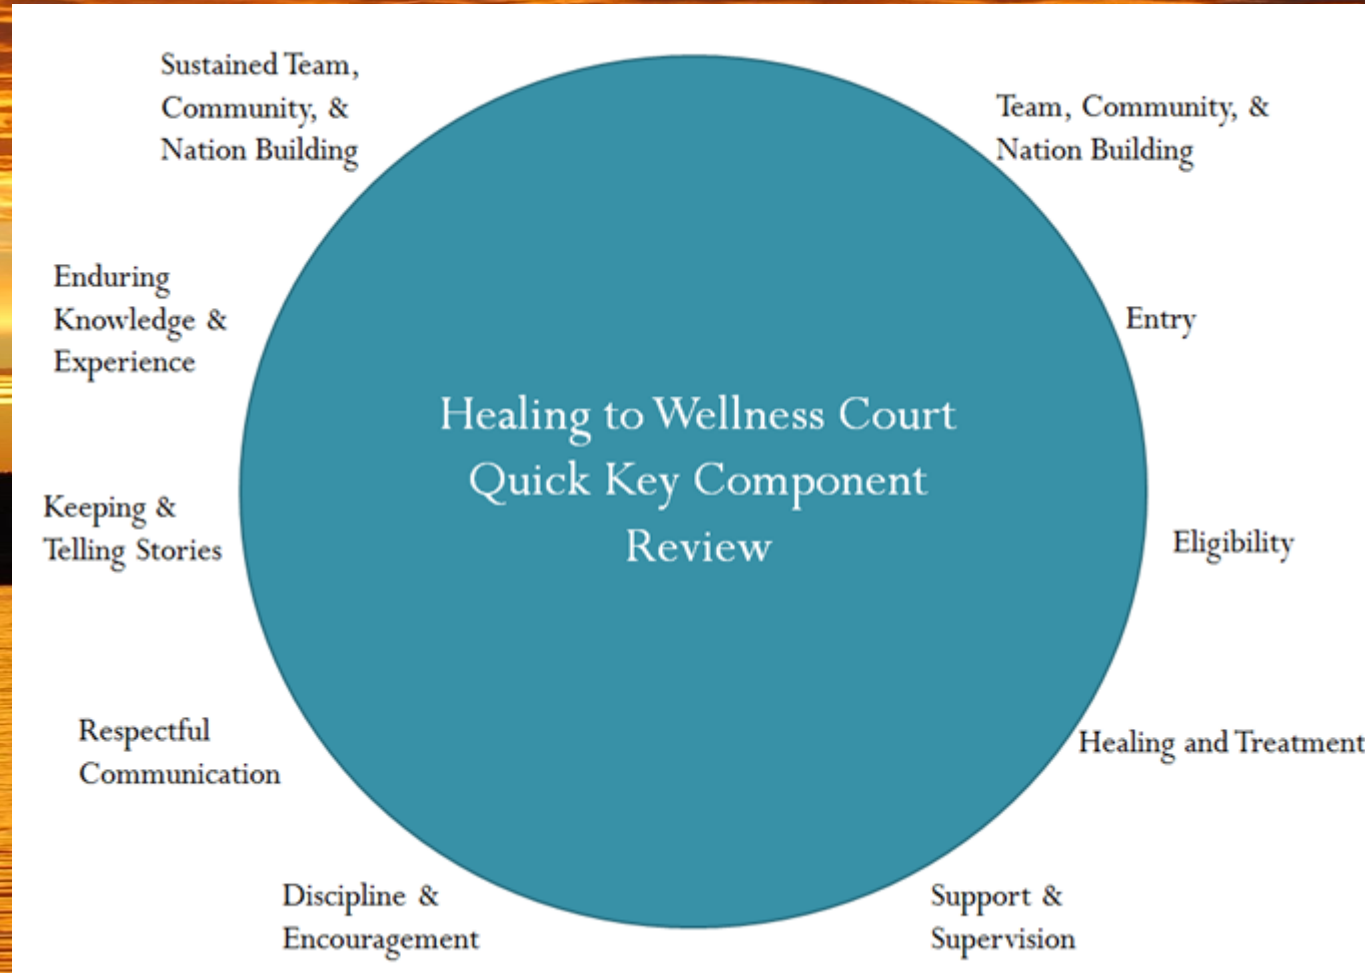 Sustained Team,
Community, &
Nation Building
Team, Community, &
Nation Building
Enduring
Knowledge &
Experience
Entry
Healing to Wellness Court
Quick Key Component
Review
Keeping &
Telling Stories
Eligibility
Respectful
Communication
Healing and Treatment
Discipline &
Encouragement
Support &
Supervision